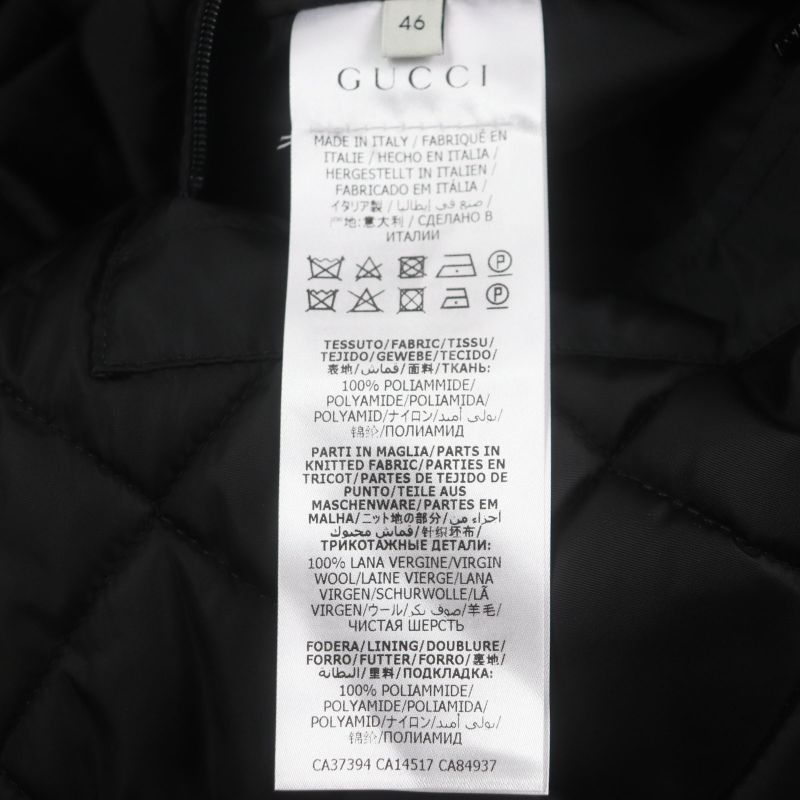 46
GUCCI
MADE IN ITALY / FABRIQUÉ EN
ITALIE / HECHO EN ITALIA /
HERGESTELLT IN ITALIEN /
FABRICADO EM ITÁLIA /
イタリア製 / صنع في إيطاليا /
产地:意大利 / СДЕЛАНО В
ИТАЛИИ
P
P
TESSUTO/FABRIC/TISSU/
TEJIDO/GEWEBE/TECIDO/
表地/قماش/面料/ТКАНЬ:
100% POLIAMMIDE/
POLYAMIDE/POLIAMIDA/
POLYAMID/ナイロン/بولي أميد/
锦纶/ПОЛИАМИД
PARTI IN MAGLIA/PARTS IN
KNITTED FABRIC/PARTIES EN
TRICOT/PARTES DE TEJIDO DE
PUNTO/TEILE AUS
MASCHENWARE/PARTES EM
MALHA/ニット地の部分/اجزاء من
قماش محبوك/针织坯布/
ТРИКОТАЖНЫЕ ДЕТАЛИ:
100% LANA VERGINE/VIRGIN
WOOL/LAINE VIERGE/LANA
VIRGEN/SCHURWOLLE/LÃ
VIRGEN/ウール/صوف بكر/羊毛/
ЧИСТАЯ ШЕРСТЬ
FODERA/LINING/DOUBLURE/
FORRO/FUTTER/FORRO/裏地/
البطانة/里料/ПОДКЛАДКА:
100% POLIAMMIDE/
POLYAMIDE/POLIAMIDA/
POLYAMID/ナイロン/بولي أميد/
锦纶/ПОЛИАМИД
CA37394 CA14517 CA84937